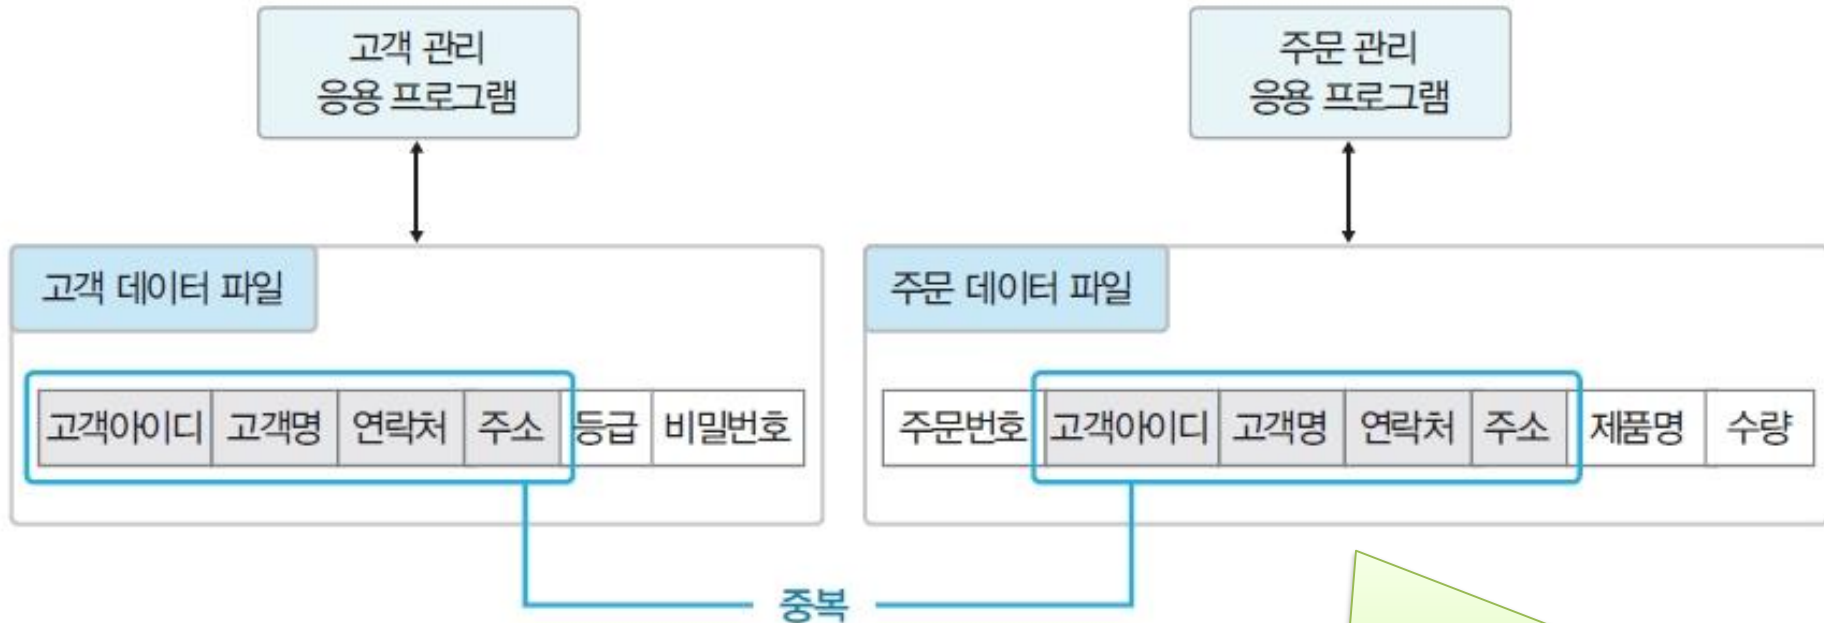 고객 관리
응용 프로그램
주문 관리
응용 프로그램
고객 데이터 파일
주문 데이터 파일
고객아이디 고객명 연락처 주소 등급 비밀번호
주문번호 고객아이디 고객명 연락처 주소 제품명 수량
중복